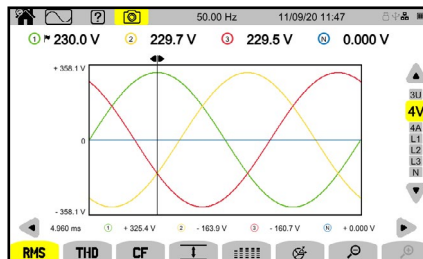 ? 50.00 Hz 11/09/20 11:47
1 230.0 V 2 229.7 V 3 229.5 V N 0.000 V
+ 358.1 V
0
- 358.1 V
3U
4V
4A
L1
L2
L3
N
4.960 ms 1 + 325.4 V 2 - 163.9 V 3 - 160.7 V N + 0.000 V
RMS THD CF